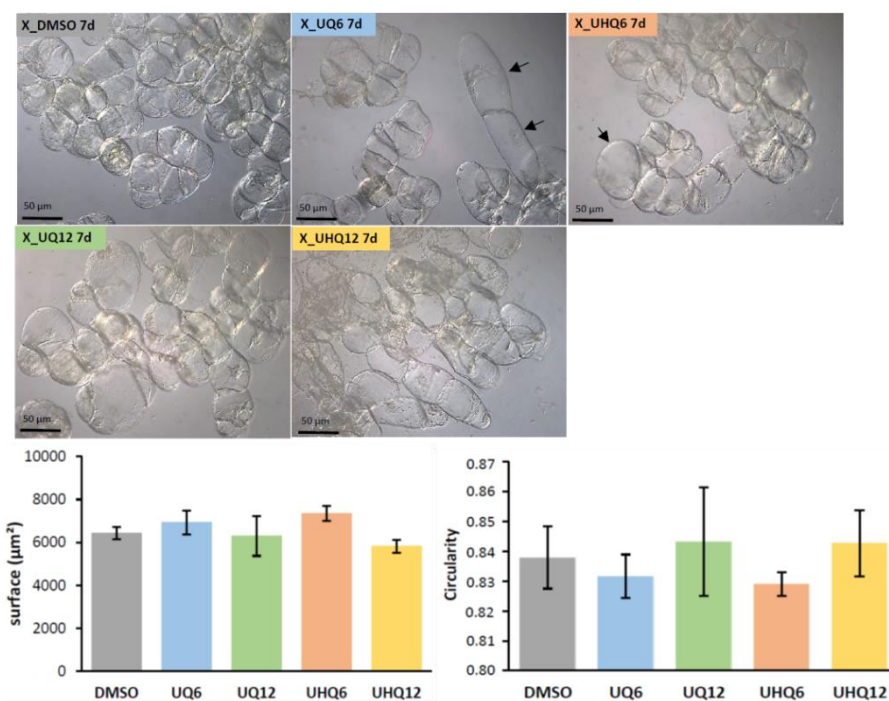 X_DMSO 7d
X_UQ6 7d
X_UHQ6 7d
50 µm
50 µm
50 µm
X_UQ12 7d
X_UHQ12 7d
50 µm
50 µm
surface (µm²)
10000
8000
6000
4000
2000
0
DMSO UQ6 UQ12 UHQ6 UHQ12
Circularity
0.87
0.86
0.85
0.84
0.83
0.82
0.81
0.80
DMSO UQ6 UQ12 UHQ6 UHQ12